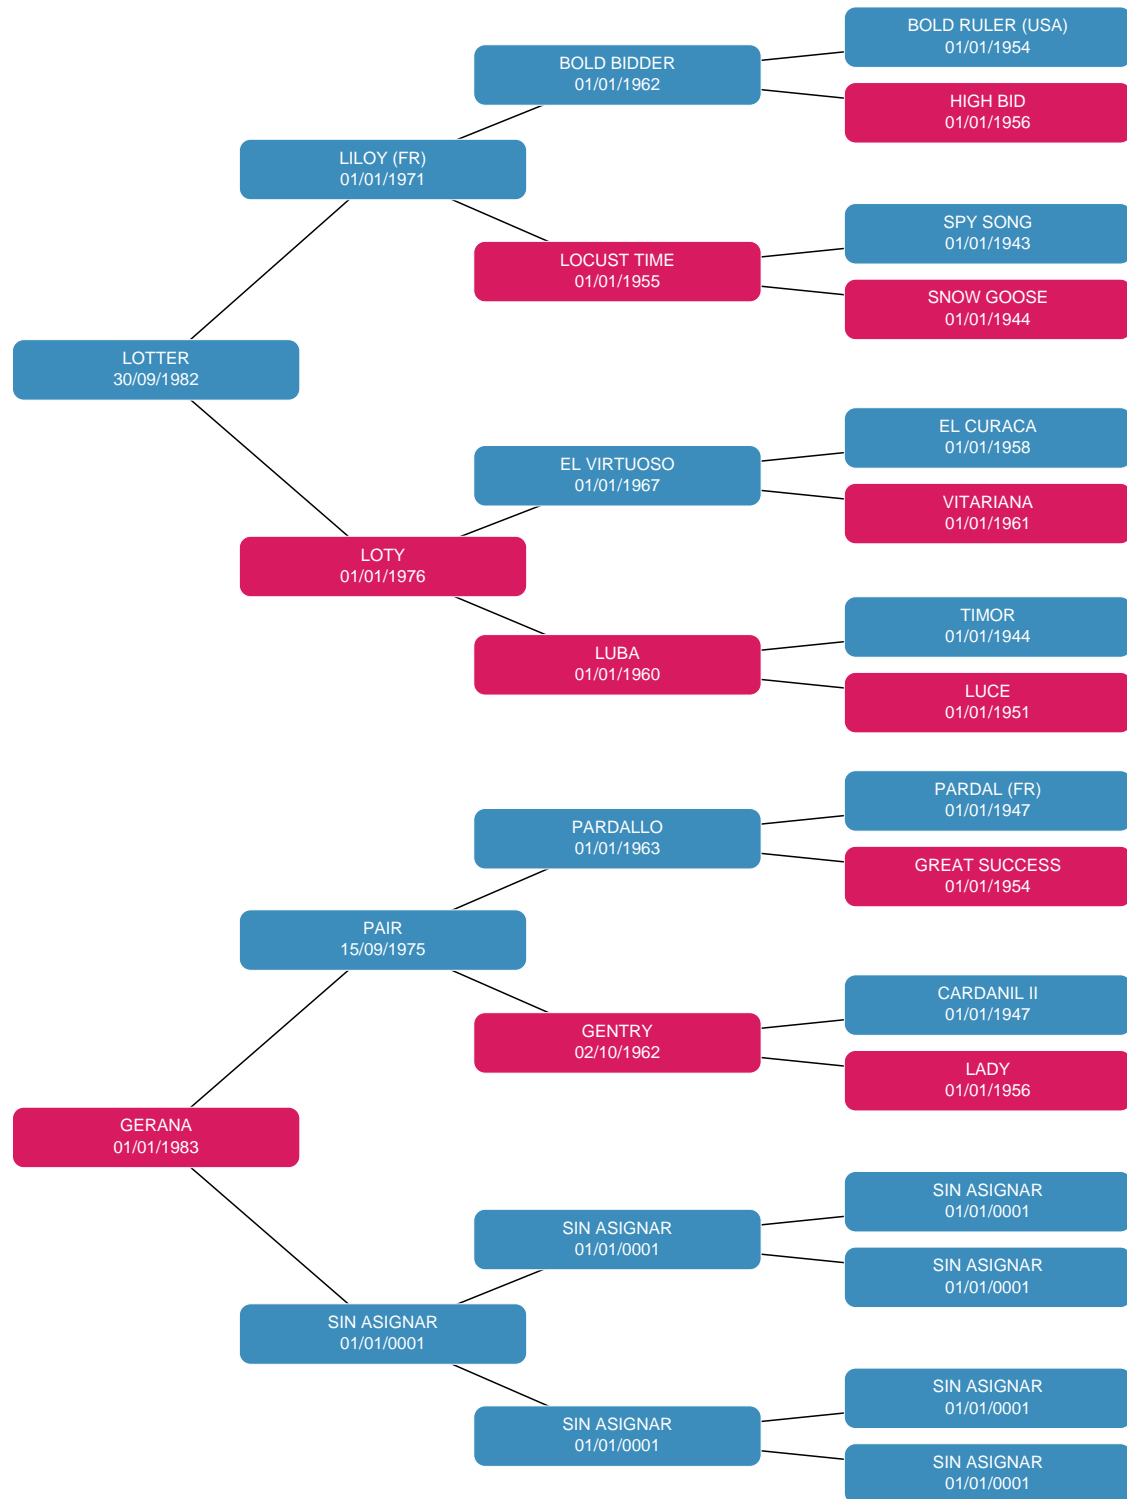 BOLD RULER (USA)
01/01/1954
BOLD BIDDER
01/01/1962
HIGH BID
01/01/1956
LILOY (FR)
01/01/1971
SPY SONG
01/01/1943
LOCUST TIME
01/01/1955
SNOW GOOSE
01/01/1944
LOTTER
30/09/1982
EL CURACA
01/01/1958
EL VIRTUOSO
01/01/1967
VITARIANA
01/01/1961
LOTY
01/01/1976
TIMOR
01/01/1944
LUBA
01/01/1960
LUCE
01/01/1951
PARDAL (FR)
01/01/1947
PARDALLO
01/01/1963
GREAT SUCCESS
01/01/1954
PAIR
15/09/1975
CARDANIL II
01/01/1947
GENTRY
02/10/1962
LADY
01/01/1956
GERANA
01/01/1983
SIN ASIGNAR
01/01/0001
SIN ASIGNAR
01/01/0001
SIN ASIGNAR
01/01/0001
SIN ASIGNAR
01/01/0001
SIN ASIGNAR
01/01/0001
SIN ASIGNAR
01/01/0001
SIN ASIGNAR
01/01/0001